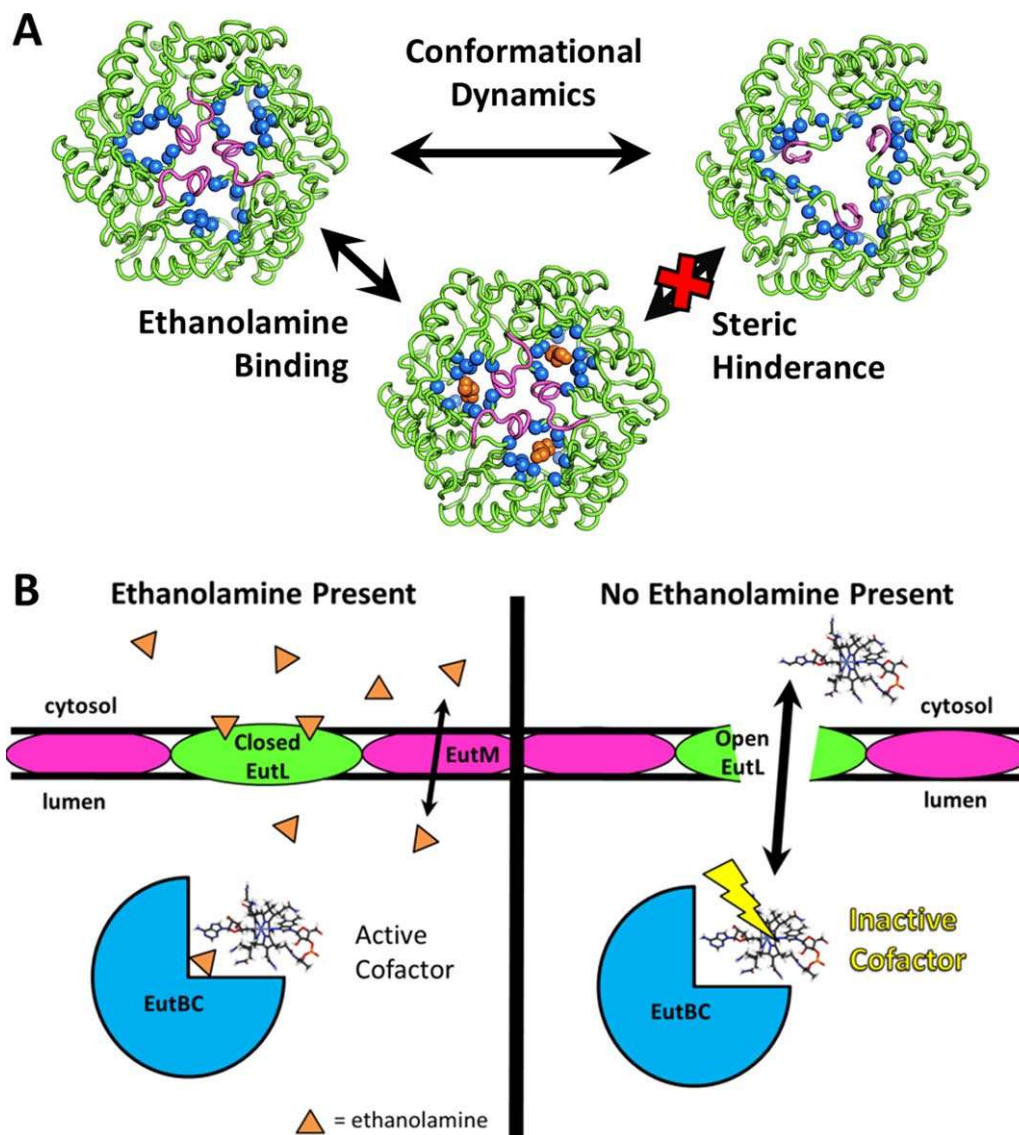 A
Conformational
Dynamics
Ethanolamine
Binding
Steric
Hinderance
B
Ethanolamine Present
No Ethanolamine Present
cytosol
Closed
EutL
EutM
lumen
EutBC
Active
Cofactor
= ethanolamine
cytosol
Open
EutL
lumen
EutBC
Inactive
Cofactor